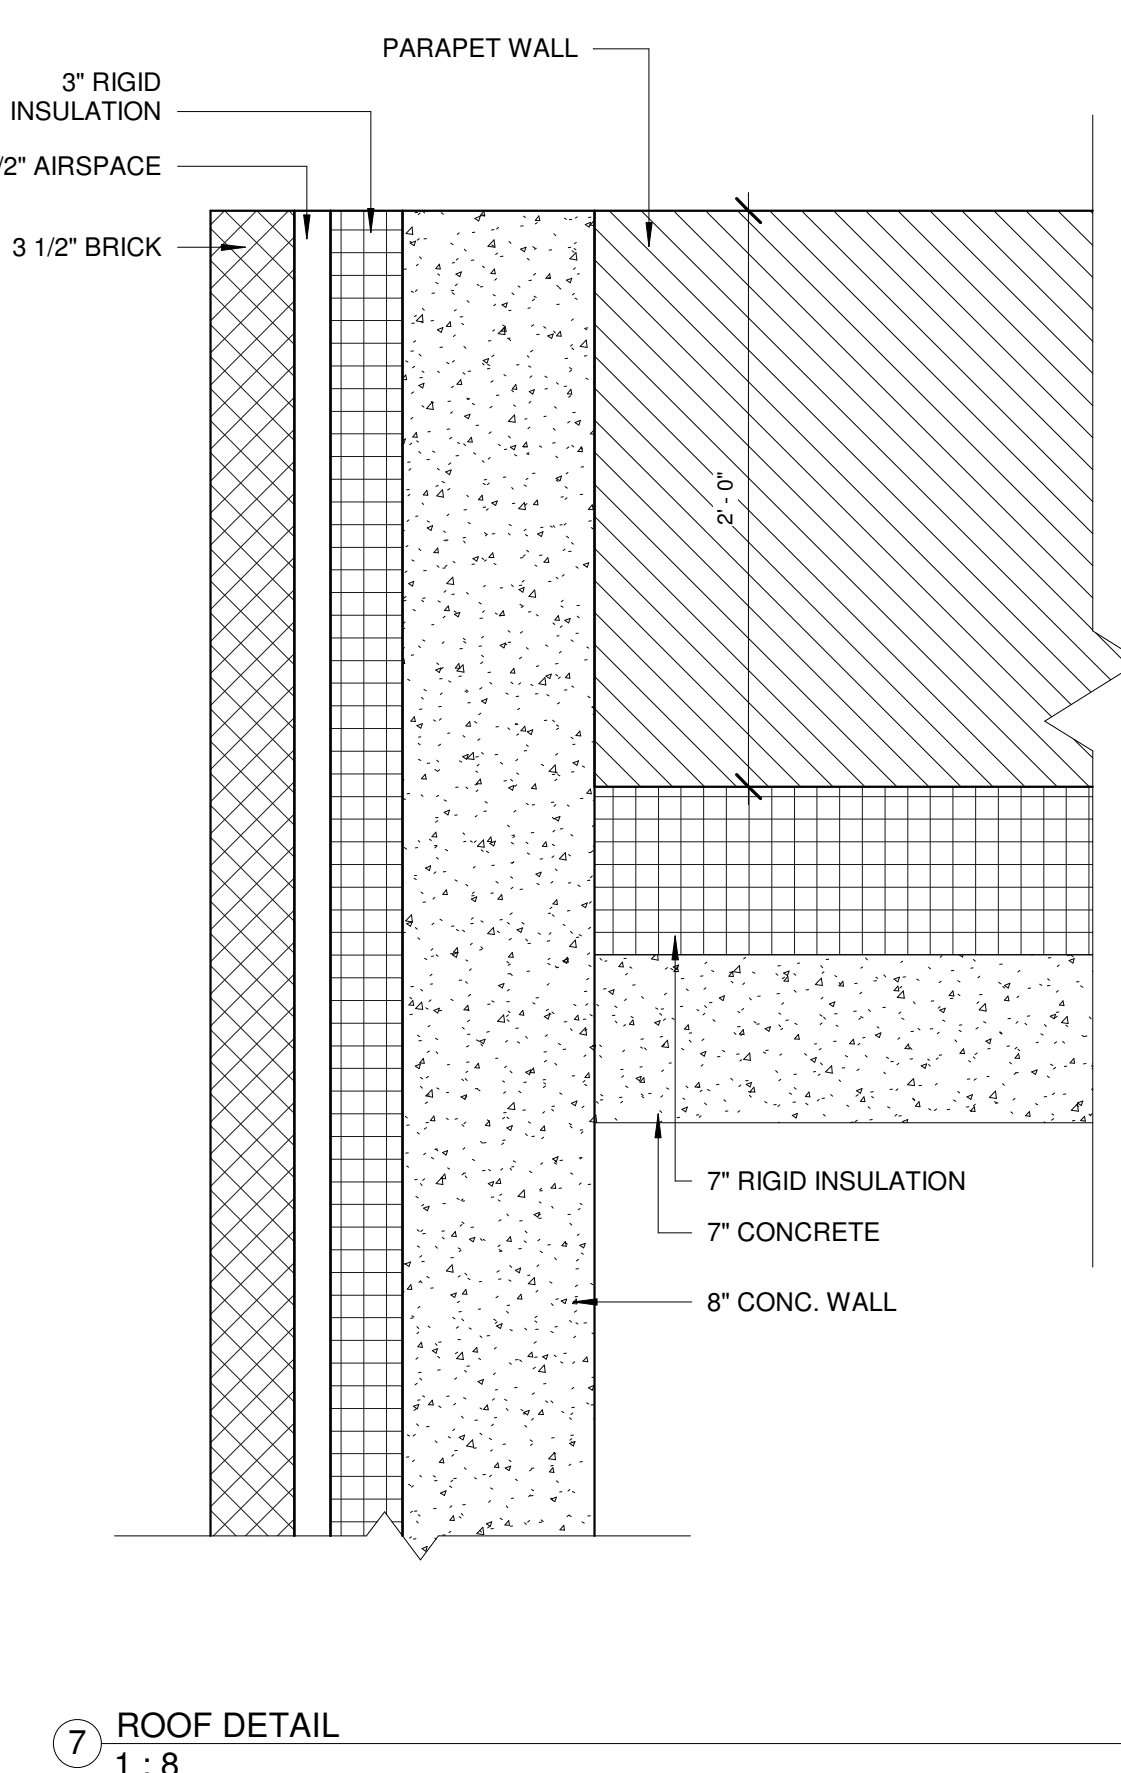 PARAPET WALL
3" RIGID
INSULATION
/2" AIRSPACE
3 1/2" BRICK
2' - 0"
7" RIGID INSULATION
7" CONCRETE
8" CONC. WALL
7
ROOF DETAIL
1 : 8